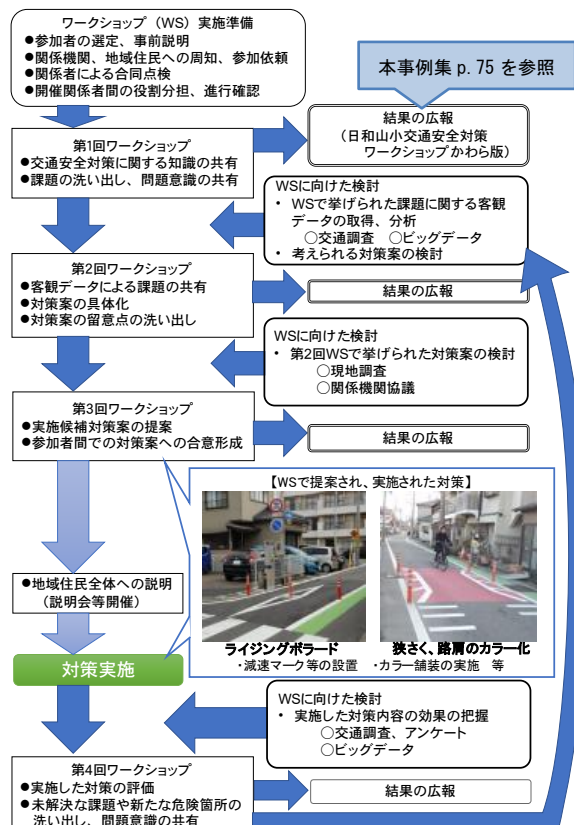 ワークショップ（WS）実施準備
●参加者の選定、事前説明
●関係機関、地域住民への周知、参加依頼
●関係者による合同点検
●開催関係者間の役割分担、進行確認
本事例集 p. 75 を参照
第1回ワークショップ
●交通安全対策に関する知識の共有
●課題の洗い出し、問題意識の共有
結果の広報
（日和山小交通安全対策
ワークショップかわら版）
WSに向けた検討
・ WSで挙げられた課題に関する客観
データの取得、分析
○交通調査 ○ビッグデータ
・ 考えられる対策案の検討
第2回ワークショップ
●客観データによる課題の共有
●対策案の具体化
●対策案の留意点の洗い出し
結果の広報
WSに向けた検討
・ 第2回WSで挙げられた対策案の検討
○現地調査
○関係機関協議
第3回ワークショップ
●実施候補対策案の提案
●参加者間での対策案への合意形成
結果の広報
【WSで提案され、実施された対策】
ライジングボラード
・減速マーク等の設置
狭さく、路肩のカラー化
・カラー舗装の実施 等
●地域住民全体への説明
（説明会等開催）
対策実施
WSに向けた検討
・ 実施した対策内容の効果の把握
○交通調査、アンケート
○ビッグデータ
第4回ワークショップ
●実施した対策の評価
●未解決な課題や新たな危険箇所の
洗い出し、問題意識の共有
結果の広報